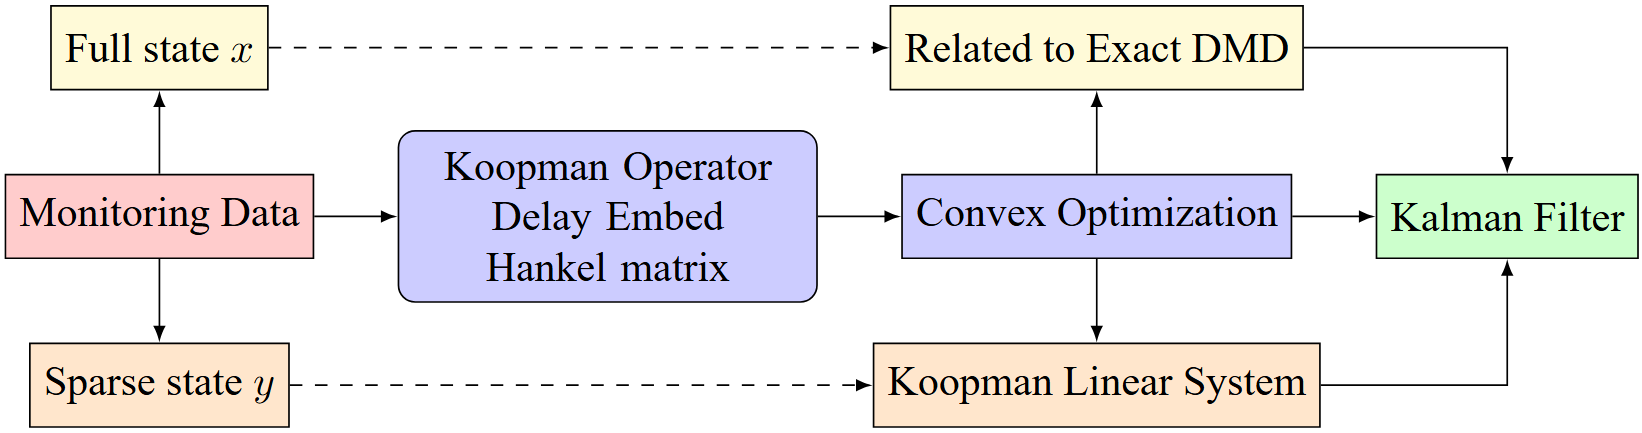 Full state x
Related to Exact DMD
Monitoring Data
Koopman Operator
Delay Embed
Hankel matrix
Convex Optimization
Kalman Filter
Sparse state y
Koopman Linear System